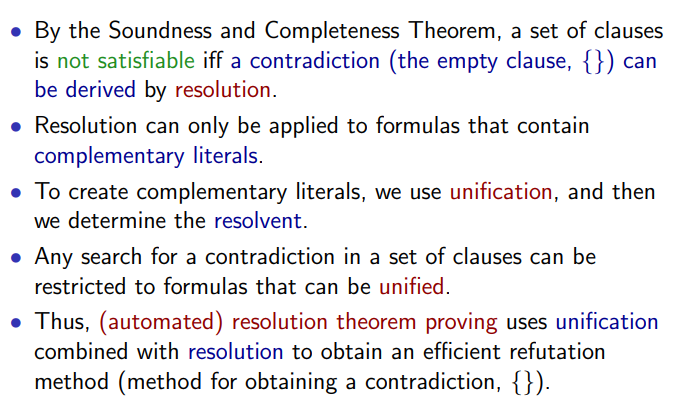 • By the Soundness and Completeness Theorem, a set of clauses
is not satisfiable iff a contradiction (the empty clause, {}) can
be derived by resolution.
• Resolution can only be applied to formulas that contain
complementary literals.
• To create complementary literals, we use unification, and then
we determine the resolvent.
• Any search for a contradiction in a set of clauses can be
restricted to formulas that can be unified.
• Thus, (automated) resolution theorem proving uses unification
combined with resolution to obtain an efficient refutation
method (method for obtaining a contradiction, {}).